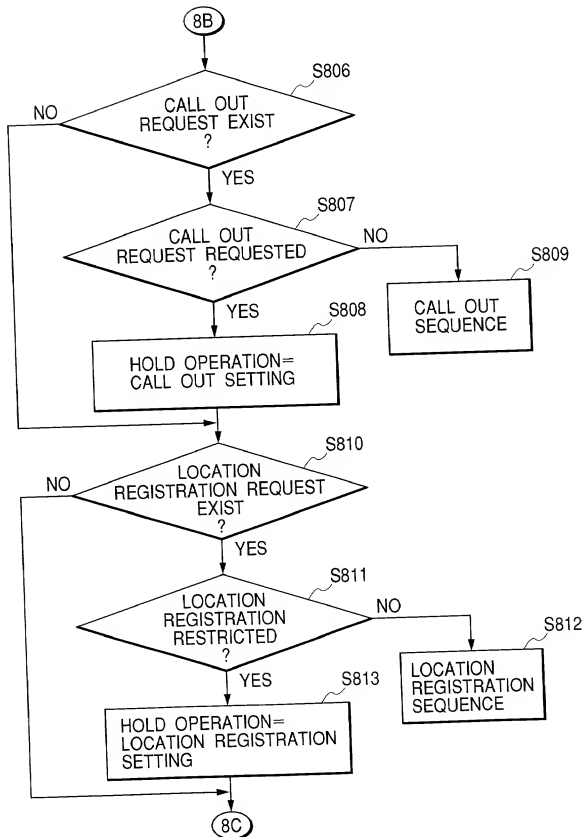 8B
S806
CALL OUT
REQUEST EXIST
?
NO
YES
S807
CALL OUT
REQUEST REQUESTED
?
NO
YES
S809
CALL OUT
SEQUENCE
S808
HOLD OPERATION=
CALL OUT SETTING
S810
LOCATION
REGISTRATION REQUEST
EXIST
?
NO
YES
S811
LOCATION
REGISTRATION
RESTRICTED
?
NO
YES
S812
LOCATION
REGISTRATION
SEQUENCE
S813
HOLD OPERATION=
LOCATION REGISTRATION
SETTING
8C